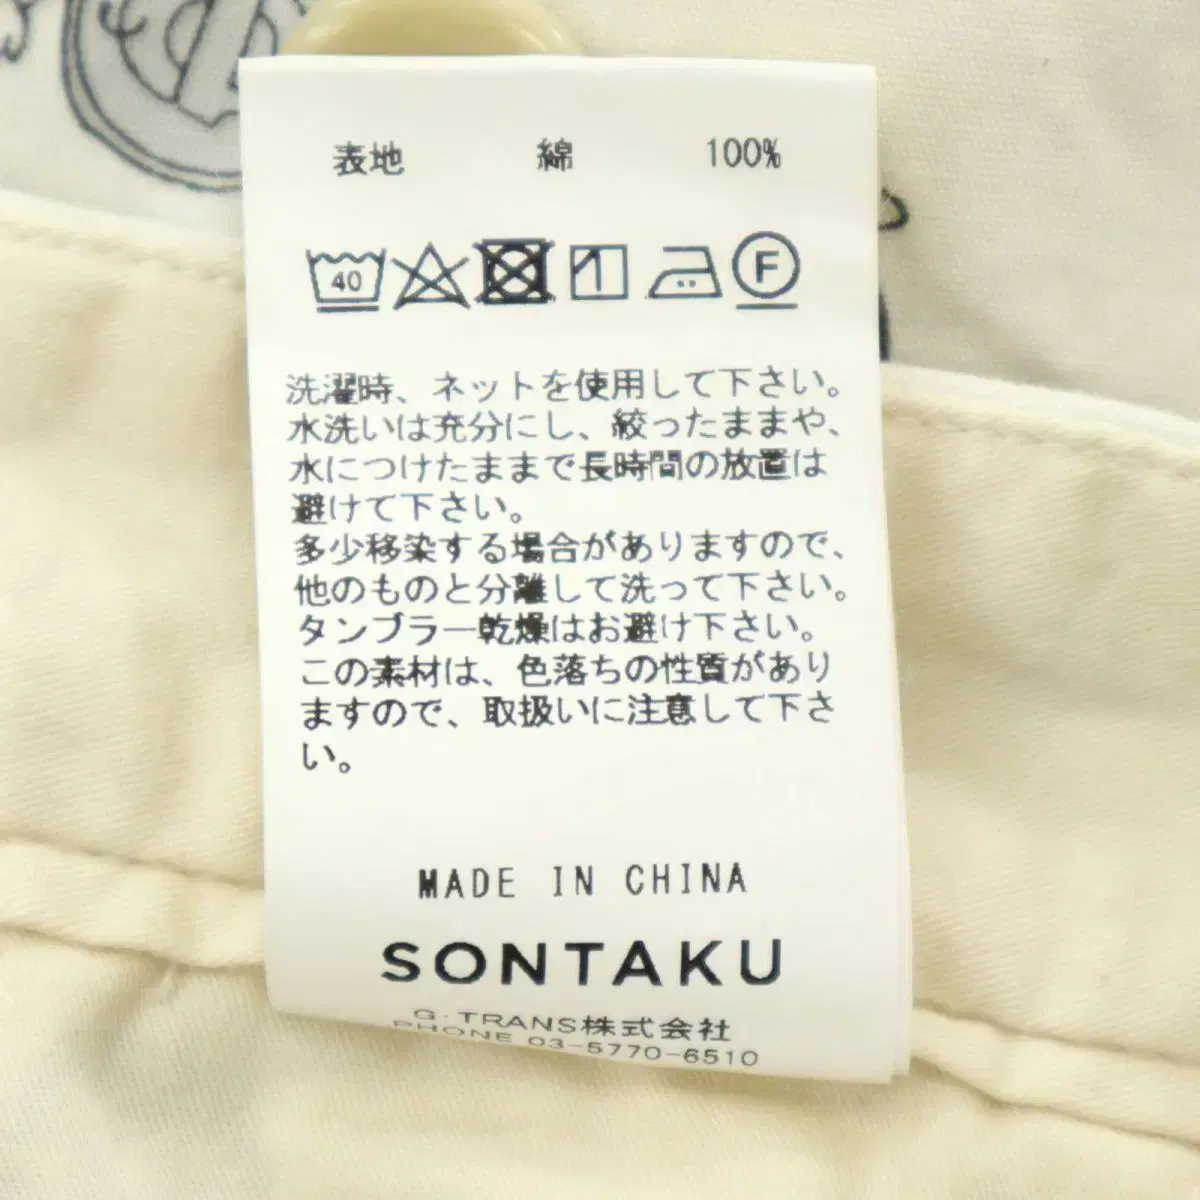 表地 綿 100%
40 F
洗濯時、ネットを使用して下さい。
水洗いは充分にし、絞ったままや、
水につけたままで長時間の放置は
避けて下さい。
多少移染する場合がありますので、
他のものと分離して洗って下さい。
タンブラー乾燥はお避け下さい。
この素材は、色落ちの性質があり
ますので、取扱いに注意して下さ
い。
MADE IN CHINA
SONTAKU
G・TRANS株式会社
PHONE 03-5770-6510